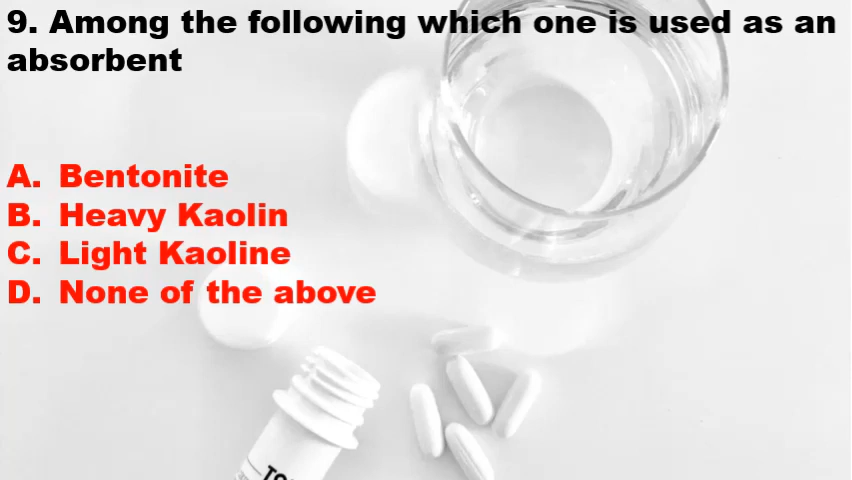 9. Among the following which one is used as an
absorbent
A. Bentonite
B. Heavy Kaolin
C. Light Kaoline
D. None of the above